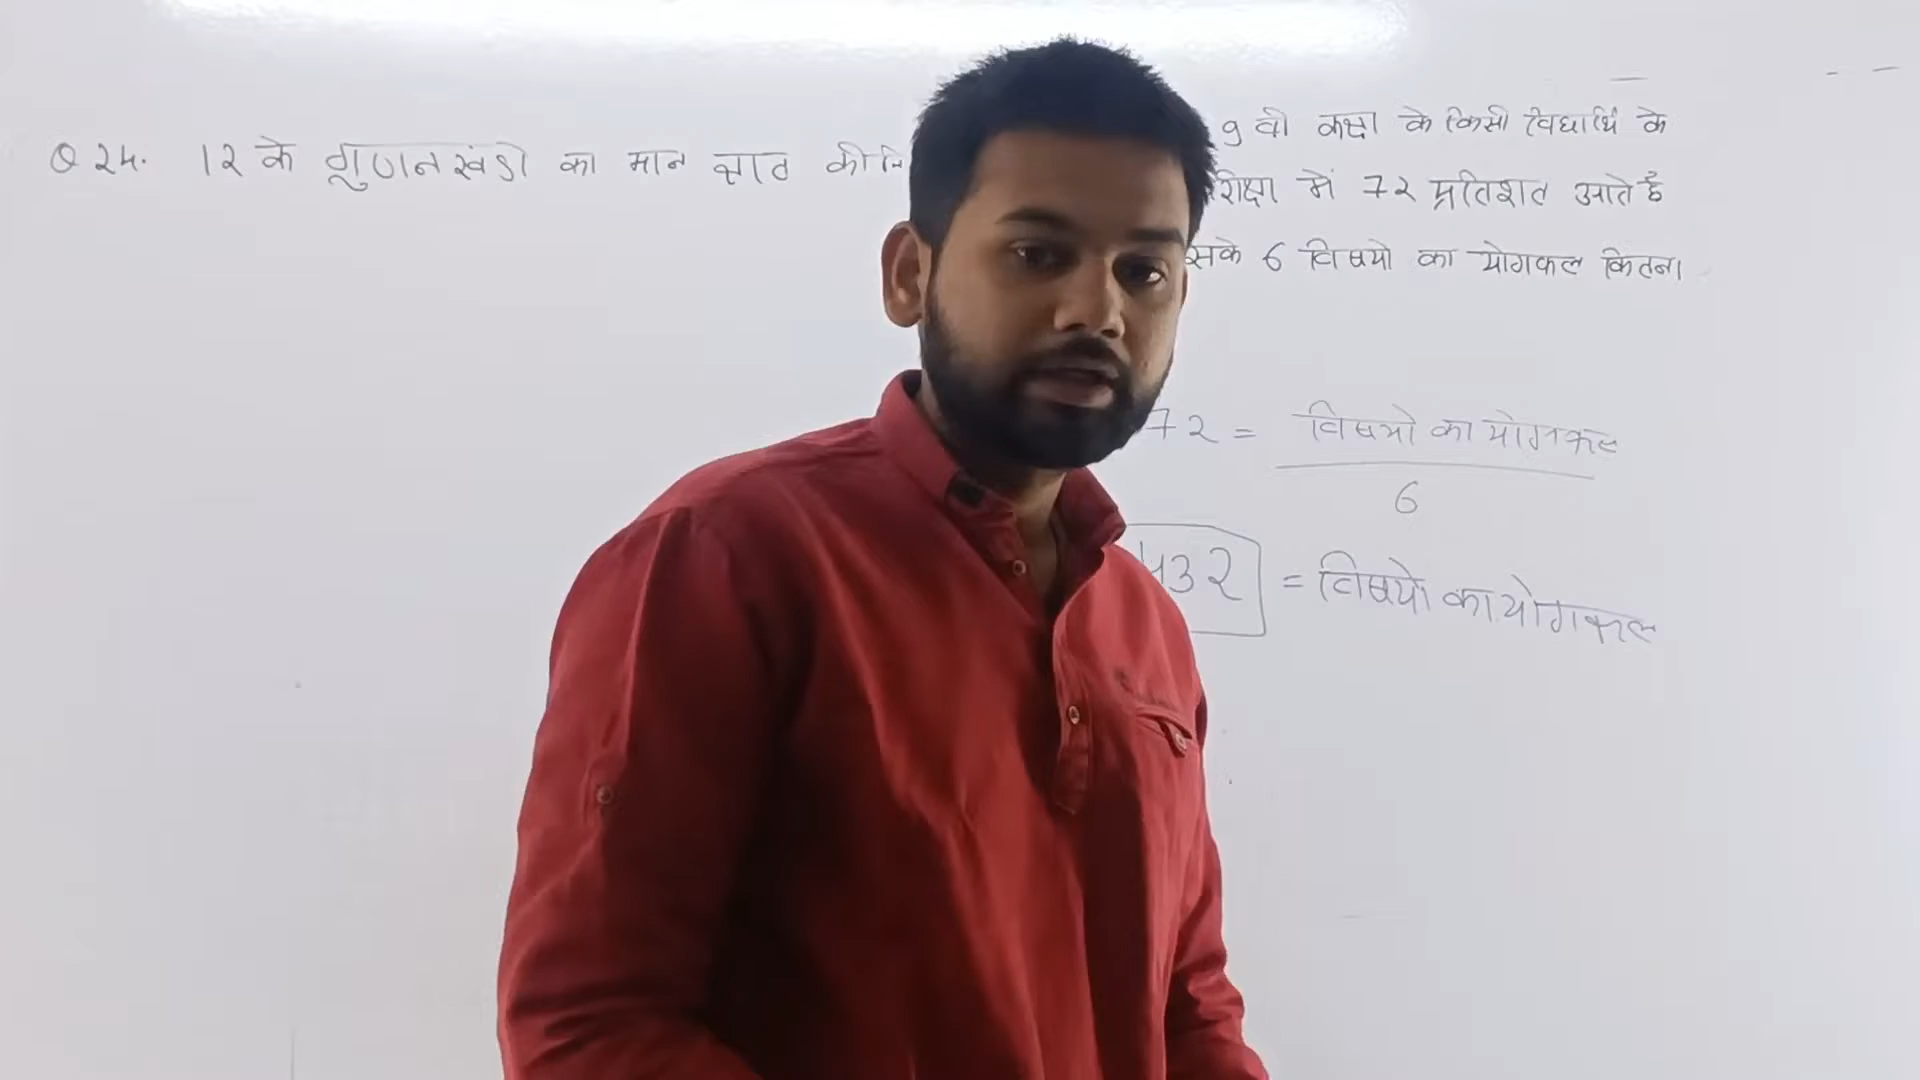 Q 24. 12 के गुणनखंडो का मान ज्ञात
9 वी कक्षा के किसी विद्यार्थि के
में 72 प्रतिशत आते है
6 विषयो का योगफल कितना
72 = विषयो का योगफल
6
432 = विषयो का योगफल